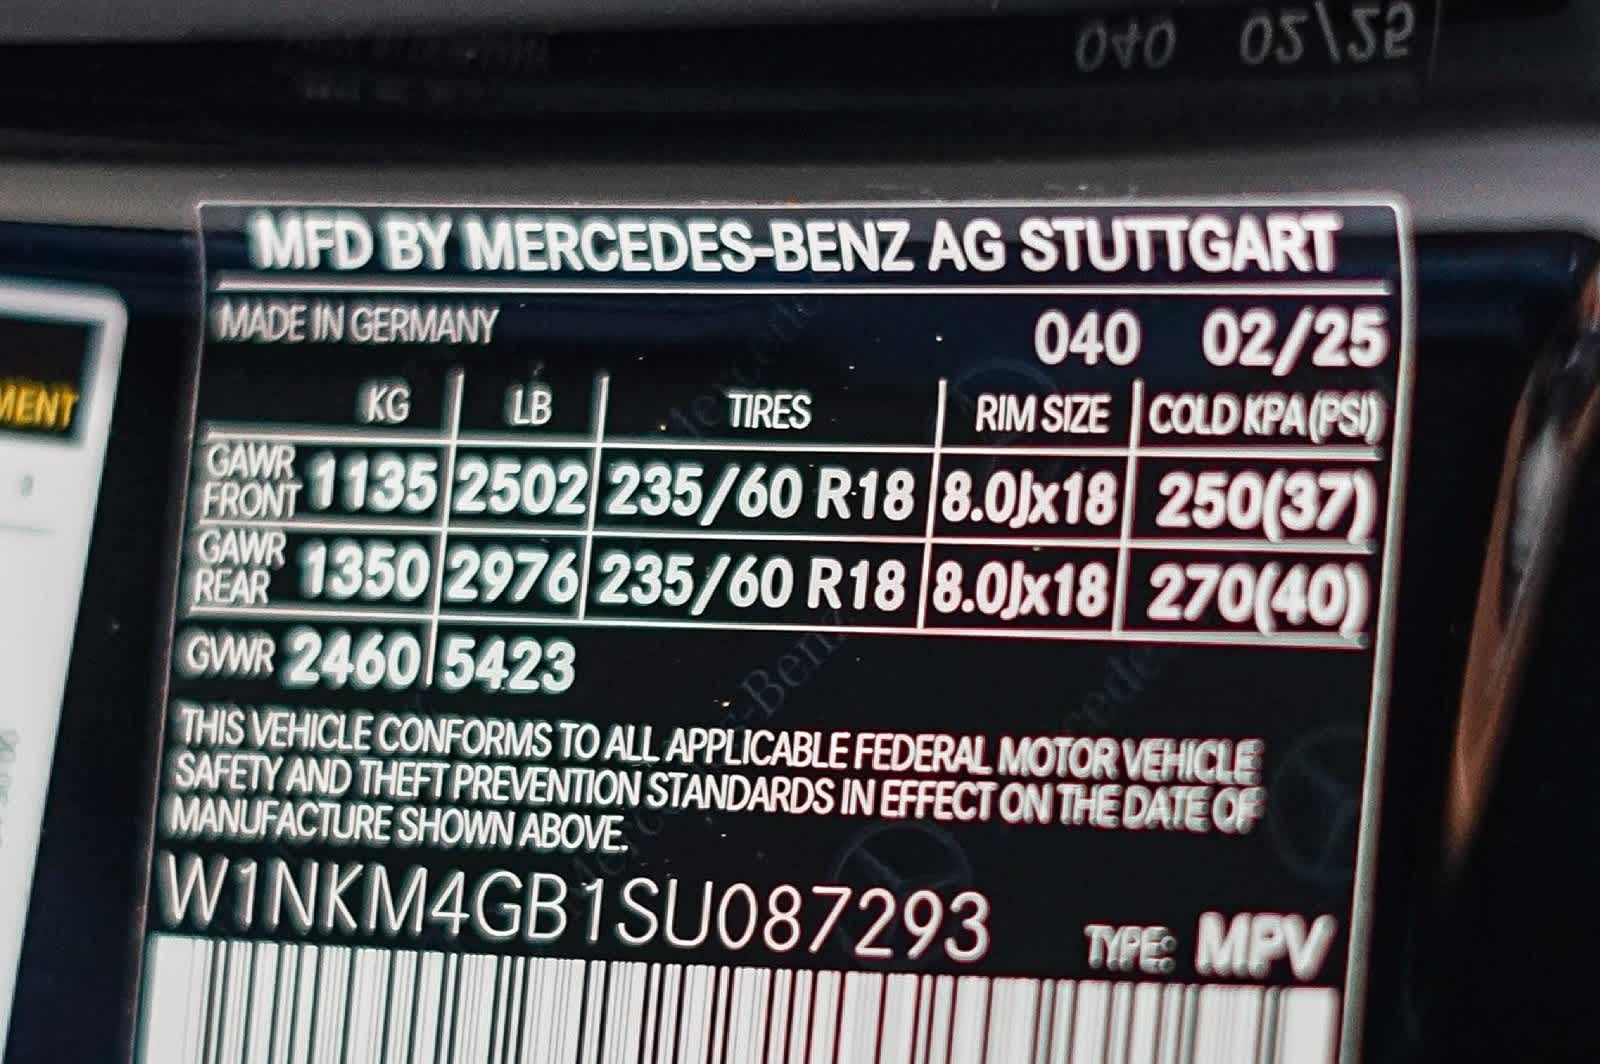 040 02/25
MFD BY MERCEDES-BENZ AG STUTTGART
MADE IN GERMANY 040 02/25
KG LB TIRES RIM SIZE COLD KPA(PSI)
GAWR FRONT 1135 2502 235/60 R18 8.0Jx18 250(37)
GAWR REAR 1350 2976 235/60 R18 8.0Jx18 270(40)
GVWR 2460 5423
THIS VEHICLE CONFORMS TO ALL APPLICABLE FEDERAL MOTOR VEHICLE
SAFETY AND THEFT PREVENTION STANDARDS IN EFFECT ON THE DATE OF
MANUFACTURE SHOWN ABOVE.
W1NKM4GB1SU087293 TYPE: MPV
MENT